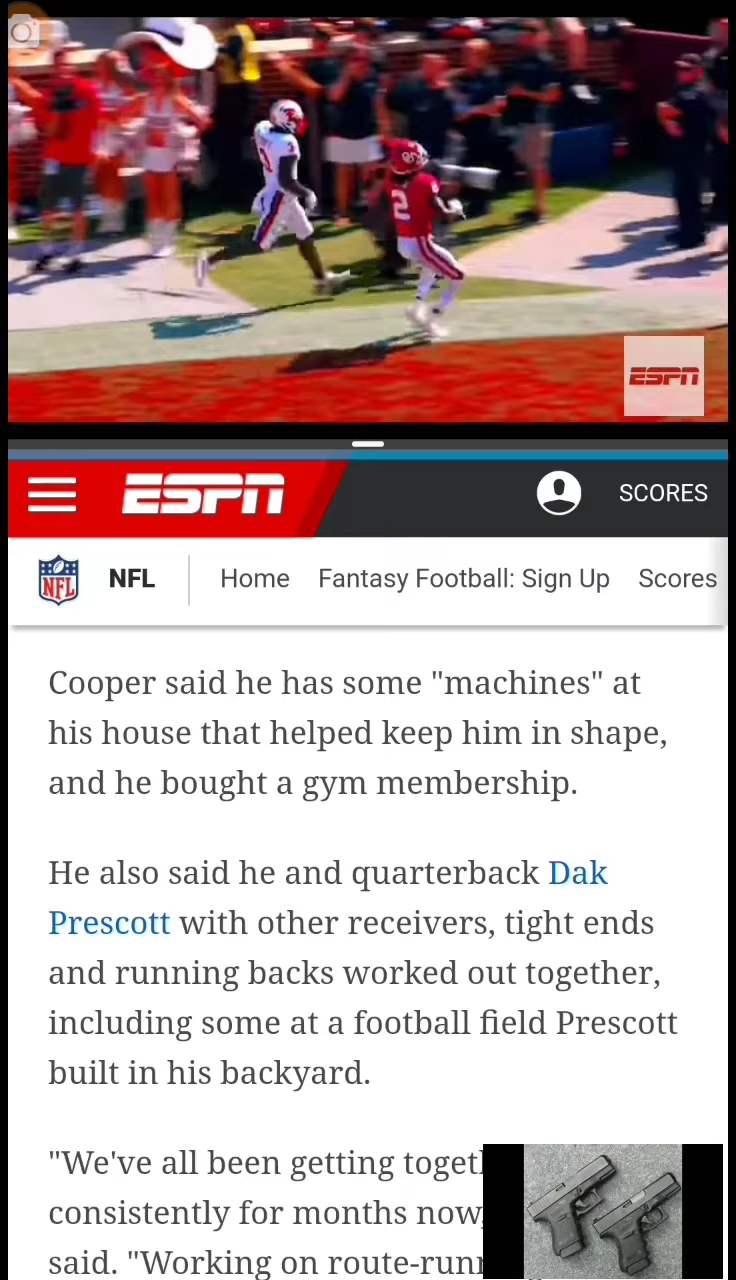 2
ESPN
ESPN
SCORES
NFL
NFL
Home
Fantasy Football: Sign Up
Scores
Cooper said he has some "machines" at
his house that helped keep him in shape,
and he bought a gym membership.
He also said he and quarterback Dak
Prescott with other receivers, tight ends
and running backs worked out together,
including some at a football field Prescott
built in his backyard.
"We've all been getting
consistently for months now,
said. "Working on